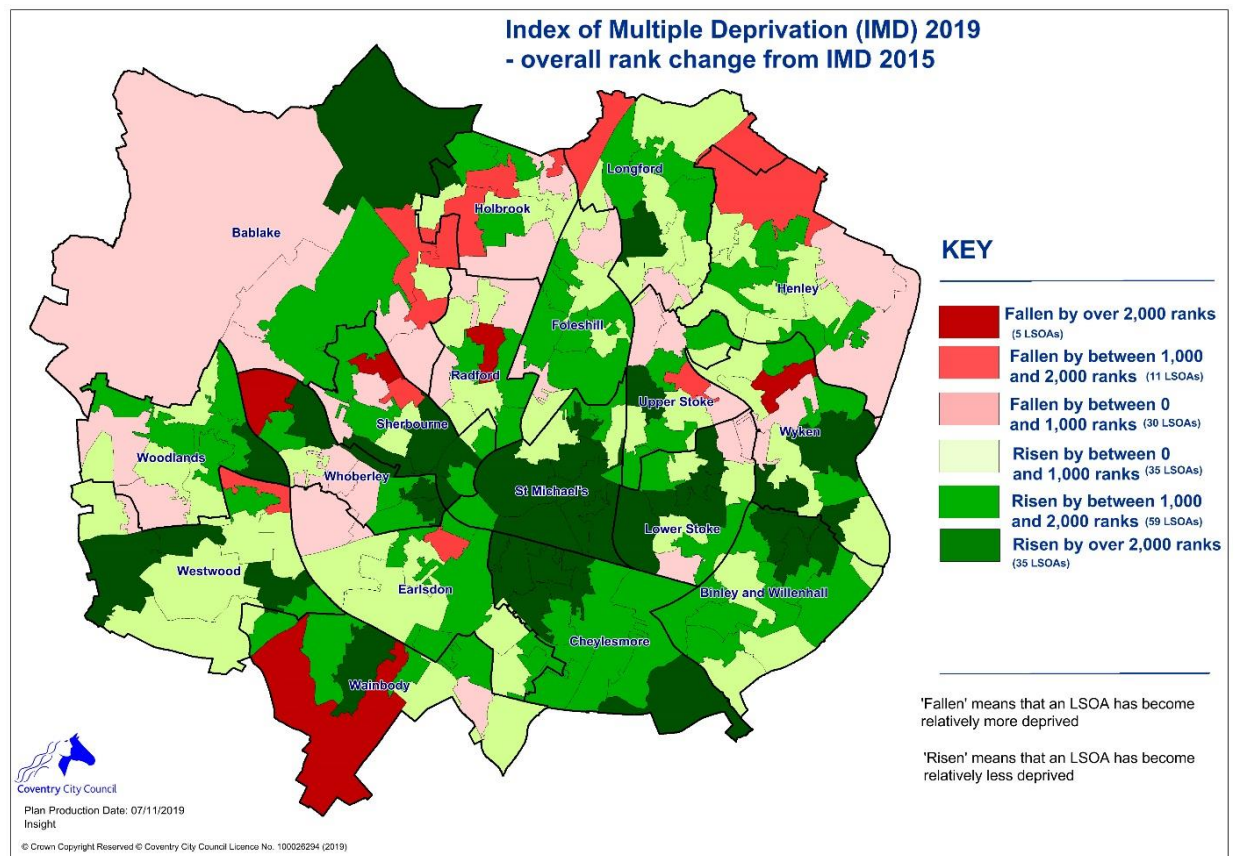 Index of Multiple Deprivation (IMD) 2019
- overall rank change from IMD 2015
Longford
Holbrook
Bablake
Henley
Foleshill
Radford
Upper Stoke
Sherbourne
Wyken
Woodlands
Whoberley
St Michael's
Lower Stoke
Westwood
Earlsdon
Binley and Willenhall
Cheylesmore
Wainbody
KEY
Fallen by over 2,000 ranks
(5 LSOAs)
Fallen by between 1,000
and 2,000 ranks (11 LSOAs)
Fallen by between 0
and 1,000 ranks (30 LSOAs)
Risen by between 0
and 1,000 ranks (35 LSOAs)
Risen by between 1,000
and 2,000 ranks (59 LSOAs)
Risen by over 2,000 ranks
(35 LSOAs)
'Fallen' means that an LSOA has become
relatively more deprived
'Risen' means that an LSOA has become
relatively less deprived
Coventry City Council
Plan Production Date: 07/11/2019
Insight
© Crown Copyright Reserved © Coventry City Council Licence No. 100026294 (2019)